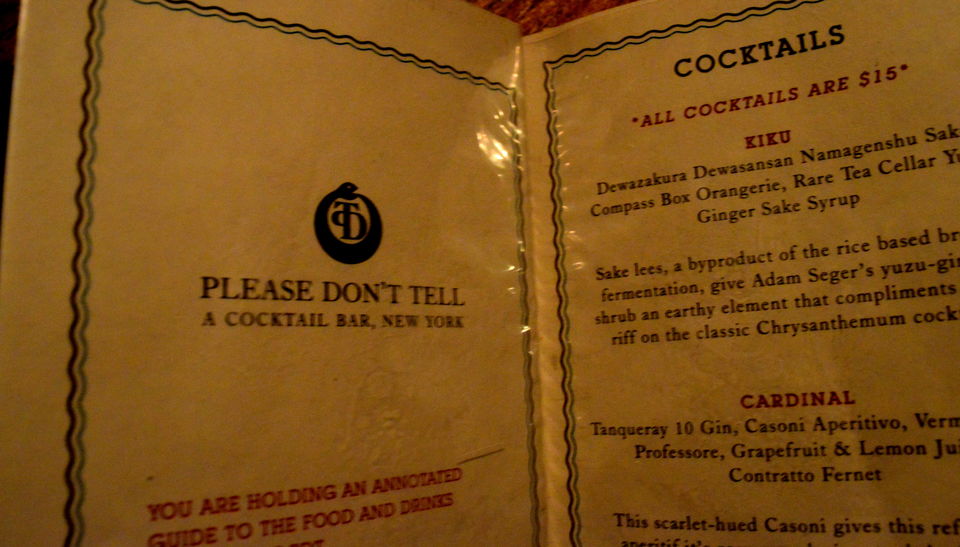 PLEASE DON'T TELL
A COCKTAIL BAR, NEW YORK
YOU ARE HOLDING AN ANNOTATED
GUIDE TO THE FOOD AND DRINKS
COCKTAILS
*ALL COCKTAILS ARE $15*
KIKU
Dewazakura Dewasansan Namagenshu
Compass Box Orangerie, Rare Tea Cellar
Ginger Sake Syrup
Sake lees, a byproduct of the rice based
fermentation, give Adam Seger's
shrub an earthy element that compliments
riff on the classic Chrysanthemum
CARDINAL
Tanqueray 10 Gin, Casoni Aperitivo,
Professore, Grapefruit & Lemon
Contratto Fernet
This scarlet-hued Casoni gives this